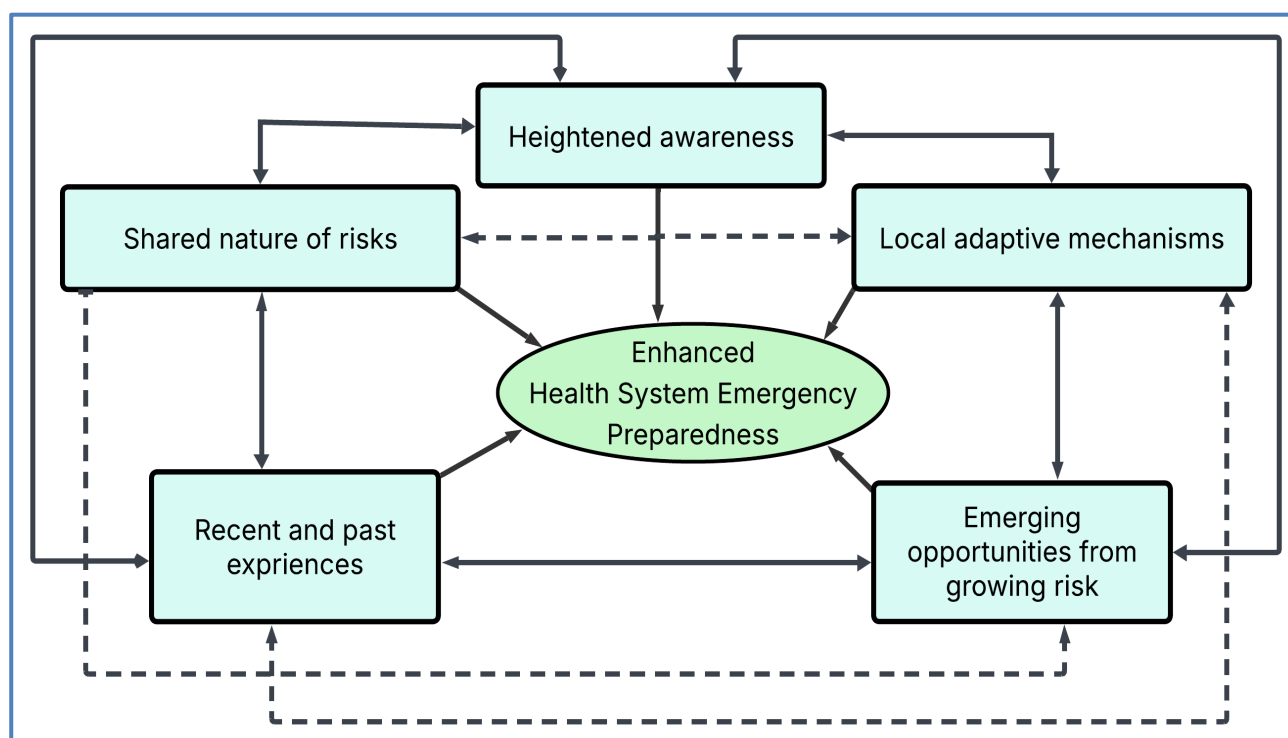 Heightened awareness
Shared nature of risks
Local adaptive mechanisms
Enhanced
Health System Emergency
Preparedness
Recent and past
expriences
Emerging
opportunities from
growing risk